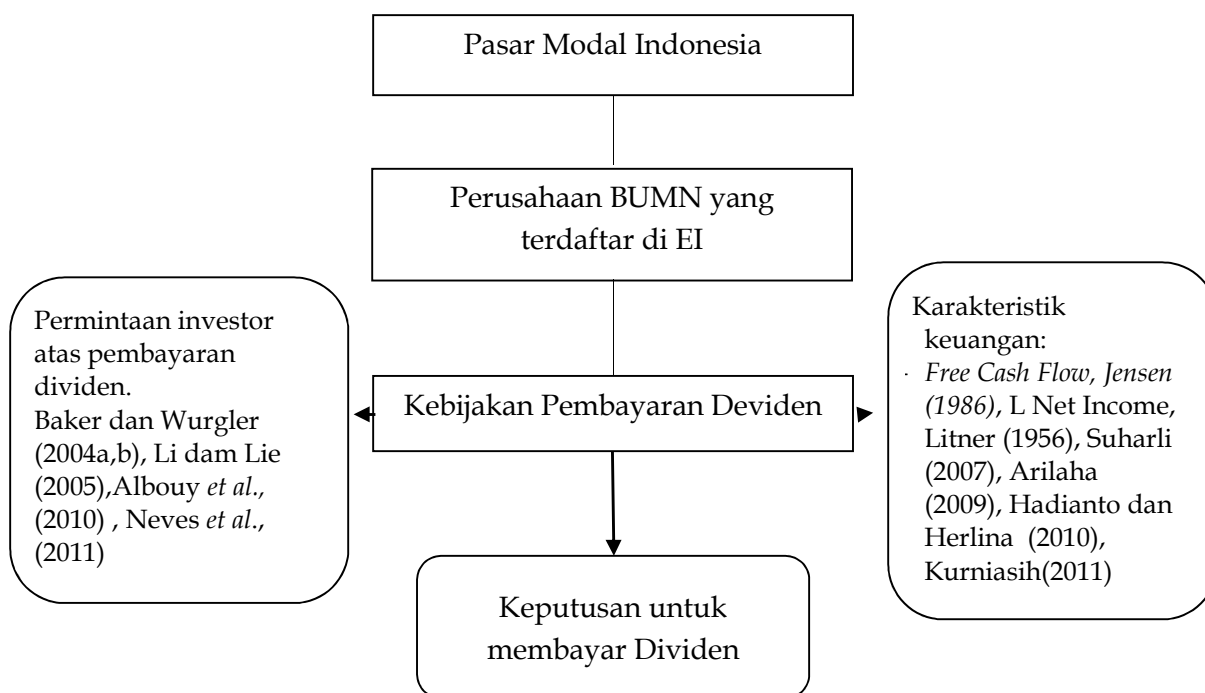 Pasar Modal Indonesia
Perusahaan BUMN yang
terdaftar di EI
Permintaan investor
atas pembayaran
dividen.
Baker dan Wurgler
(2004a,b), Li dam Lie
(2005),Albouy et al.,
(2010) , Neves et al.,
(2011)
Kebijakan Pembayaran Deviden
Karakteristik
keuangan:
· Free Cash Flow, Jensen
(1986), L Net Income,
Litner (1956), Suharli
(2007), Arilaha
(2009), Hadianto dan
Herlina (2010),
Kurniasih(2011)
Keputusan untuk
membayar Dividen